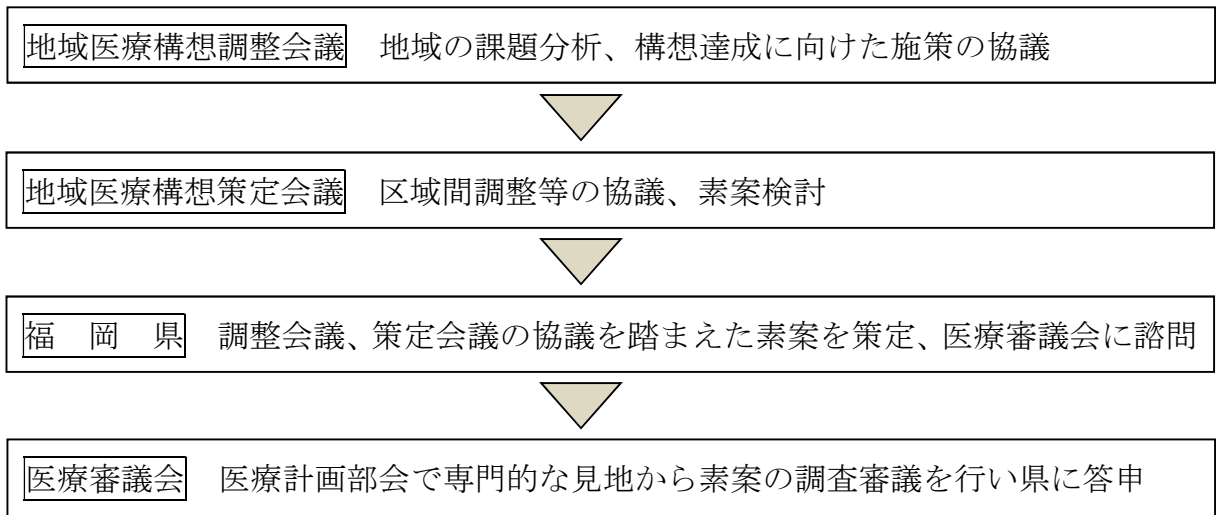 地域医療構想調整会議　地域の課題分析、構想達成に向けた施策の協議
地域医療構想策定会議　区域間調整等の協議、素案検討
福　岡　県　調整会議、策定会議の協議を踏まえた素案を策定、医療審議会に諮問
医療審議会　医療計画部会で専門的な見地から素案の調査審議を行い県に答申